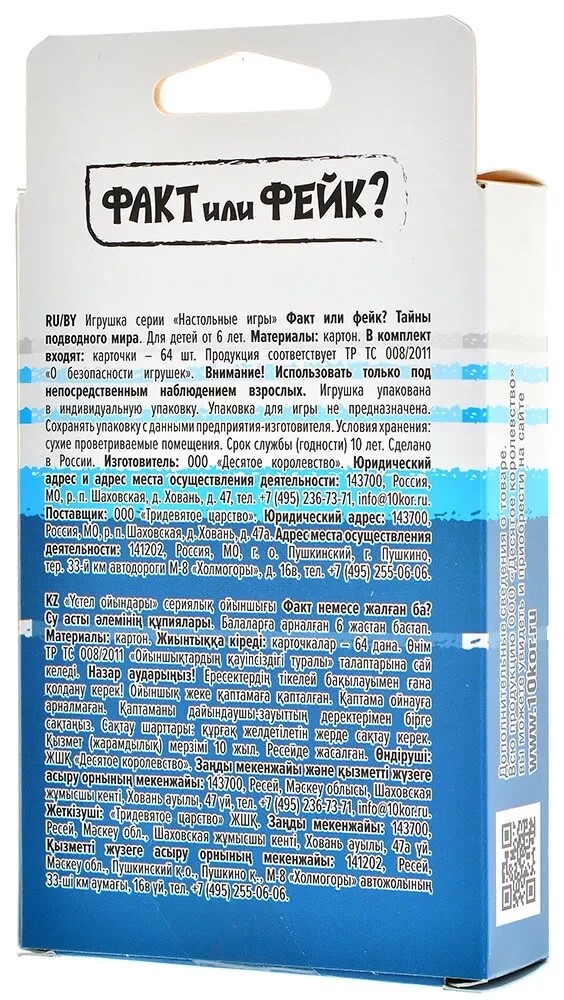 ФАКТ или ФЕЙК?
RU/BY Игрушка серии «Настольные игры» Факт или фейк? Тайны
подводного мира. Для детей от 6 лет. Материалы: картон. В комплект
входят: карточки – 64 шт. Продукция соответствует ТР ТС 008/2011
«О безопасности игрушек». Внимание! Использовать только под
непосредственным наблюдением взрослых. Игрушка упакована
в индивидуальную упаковку. Упаковка для игры не предназначена.
Сохранять упаковку с данными предприятия-изготовителя. Условия хранения:
сухие проветриваемые помещения. Срок службы (годности) 10 лет. Сделано
в России. Изготовитель: ООО «Десятое королевство». Юридический
адрес и адрес места осуществления деятельности: 143700, Россия,
МО, р. п. Шаховская, д. Ховань, д. 47, тел. +7 (495) 236-73-71, info@10kor.ru.
Поставщик: ООО «Тридевятое царство». Юридический адрес: 143700,
Россия, МО, р. п. Шаховская, д. Ховань, д. 47а. Адрес места осуществления
деятельности: 141202, Россия, МО, г. о. Пушкинский, г. Пушкино,
тер. 33-й км автодороги М-8 «Холмогоры», д. 16в, тел. +7 (495) 255-06-06.
KZ «Үстел ойындары» сериялық ойыншығы Факт немесе жалған ба?
Су асты әлемінің құпиялары. Балаларға арналған 6 жастан бастап.
Материалы: картон. Жиынтыққа кіреді: карточкалар – 64 дана. Өнім
ТР ТС 008/2011 «Ойыншықтардың қауіпсіздігі туралы» талаптарына сай
келеді. Назар аударыңыз! Ересектердің тікелей бақылауымен ғана
қолдану керек! Ойыншық жеке қаптамаға қапталған. Қаптама ойнауға
арналмаған. Қаптаманы дайындаушы-зауыттың деректерімен бірге
сақтаңыз. Сақтау шарттары: құрғақ желдетілетін жерде сақтау керек.
Қызмет (жарамдылық) мерзімі 10 жыл. Ресейде жасалған. Өндіруші:
ЖШҚ «Десятое королевство». Заңды мекенжайы және қызметті жүзеге
асыру орнының мекенжайы: 143700, Ресей, Мәскеу облысы, Шаховская
жұмысшы кенті, Ховань ауылы, 47 үй, тел. +7 (495) 236-73-71, info@10kor.ru.
Жеткізуші: «Тридевятое царство» ЖШҚ. Заңды мекенжайы: 143700,
Ресей, Мәскеу обл., Шаховская жұмысшы кенті, Ховань ауылы, 47а үй.
Қызметті жүзеге асыру орнының мекенжайы: 141202, Ресей,
Мәскеу обл., Пушкинский қ.о., Пушкино қ., М-8 «Холмогоры» автожолының
33-ші км аумағы, 16в үй, тел. +7 (495) 255-06-06.
Дополнительные сведения о товаре.
Всю продукцию ООО «Десятое королевство»
вы можете увидеть и приобрести на сайте
www.10kor.ru